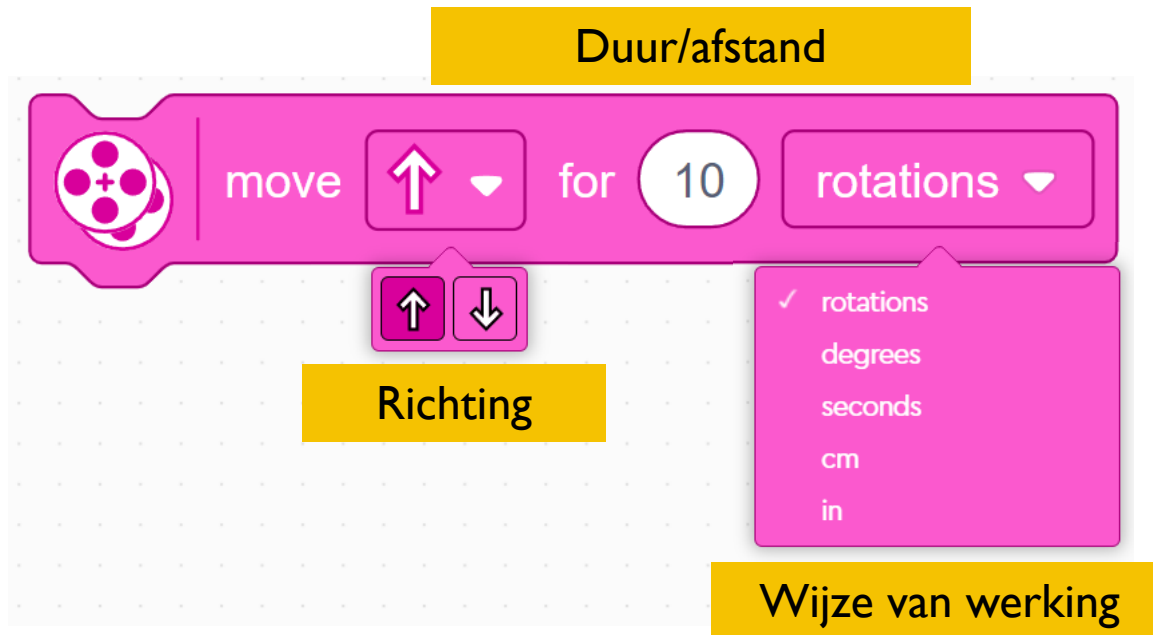 Duur/afstand
move for 10 rotations
Richting
✓ rotations
degrees
seconds
cm
in
Wijze van werking